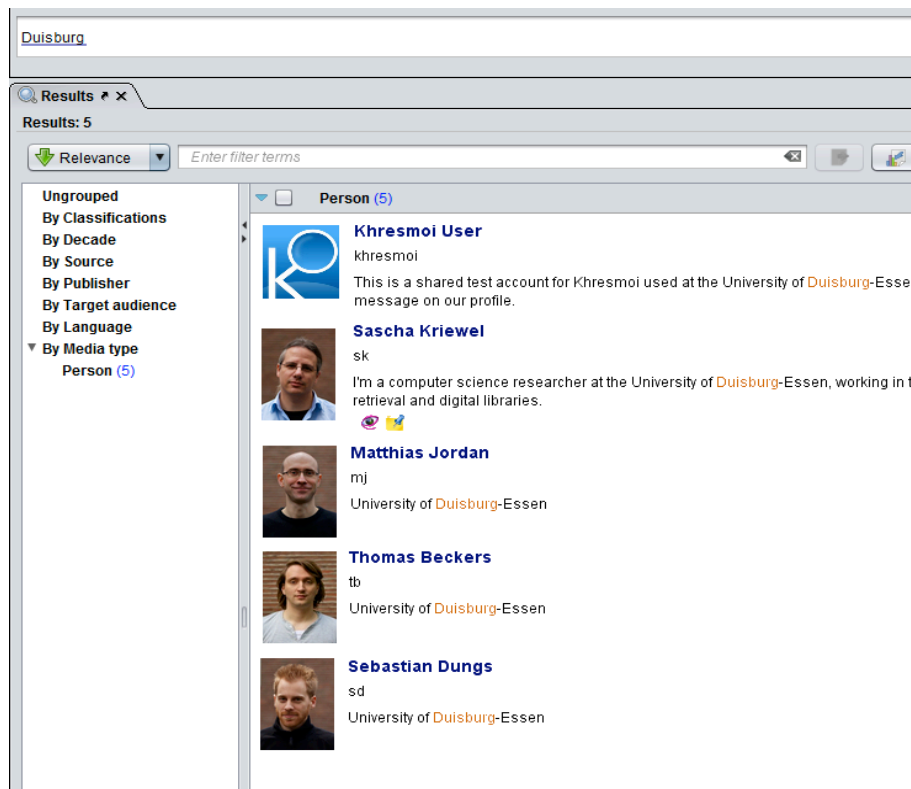 Duisburg
Results
Results: 5
Relevance
Enter filter terms
Ungrouped
By Classifications
By Decade
By Source
By Publisher
By Target audience
By Language
By Media type
Person (5)
Person (5)
Khresmoi User
khresmoi
This is a shared test account for Khresmoi used at the University of Duisburg-Esse
message on our profile.
Sascha Kriewel
sk
I'm a computer science researcher at the University of Duisburg-Essen, working in t
retrieval and digital libraries.
Matthias Jordan
mj
University of Duisburg-Essen
Thomas Beckers
tb
University of Duisburg-Essen
Sebastian Dungs
sd
University of Duisburg-Essen